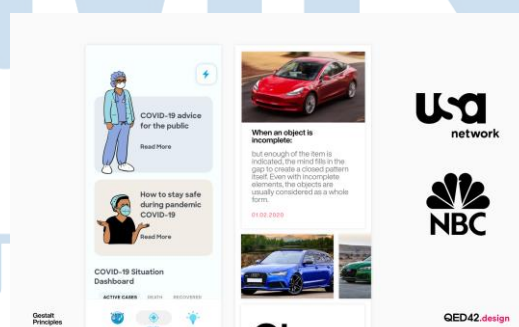 COVID-19 advice
for the public
Read More
How to stay safe
during pandemic
COVID-19
Read More
COVID-19 Situation
Dashboard
ACTIVE CASES DEATH RECOVERED
When an object is
incomplete:
but enough of the item is
indicated, the mind fills in the
gap to create a closed pattern
itself. Even with incomplete
elements, the objects are
usually considered as a whole
form.
01.02.2020
usa
network
NBC
Gestalt
Principles
QED42.design